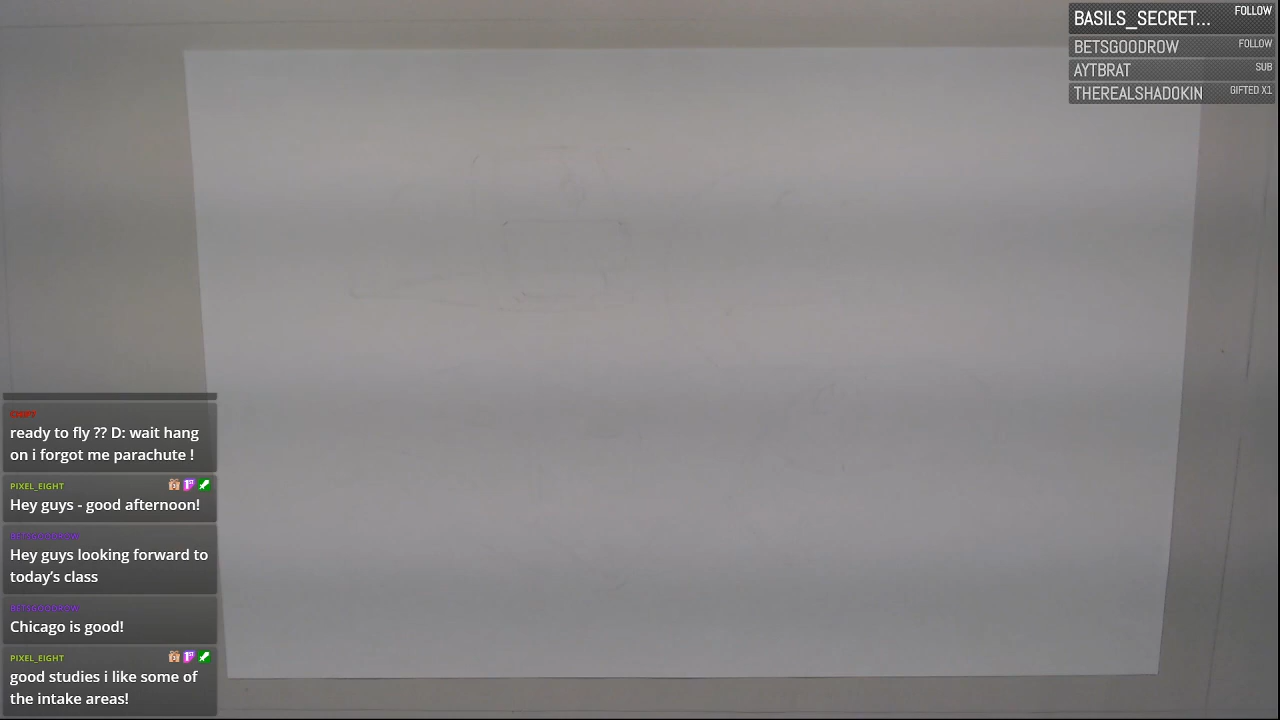 BASILS_SECRET... FOLLOW
BETSGOODROW FOLLOW
AYTBRAT SUB
THEREALSHADOKIN GIFTED X1
ready to fly ?? D: wait hang
on i forgot me parachute !
PIXEL_EIGHT
Hey guys - good afternoon!
BETSGOODROW
Hey guys looking forward to
today's class
BETSGOODROW
Chicago is good!
PIXEL_EIGHT
good studies i like some of
the intake areas!